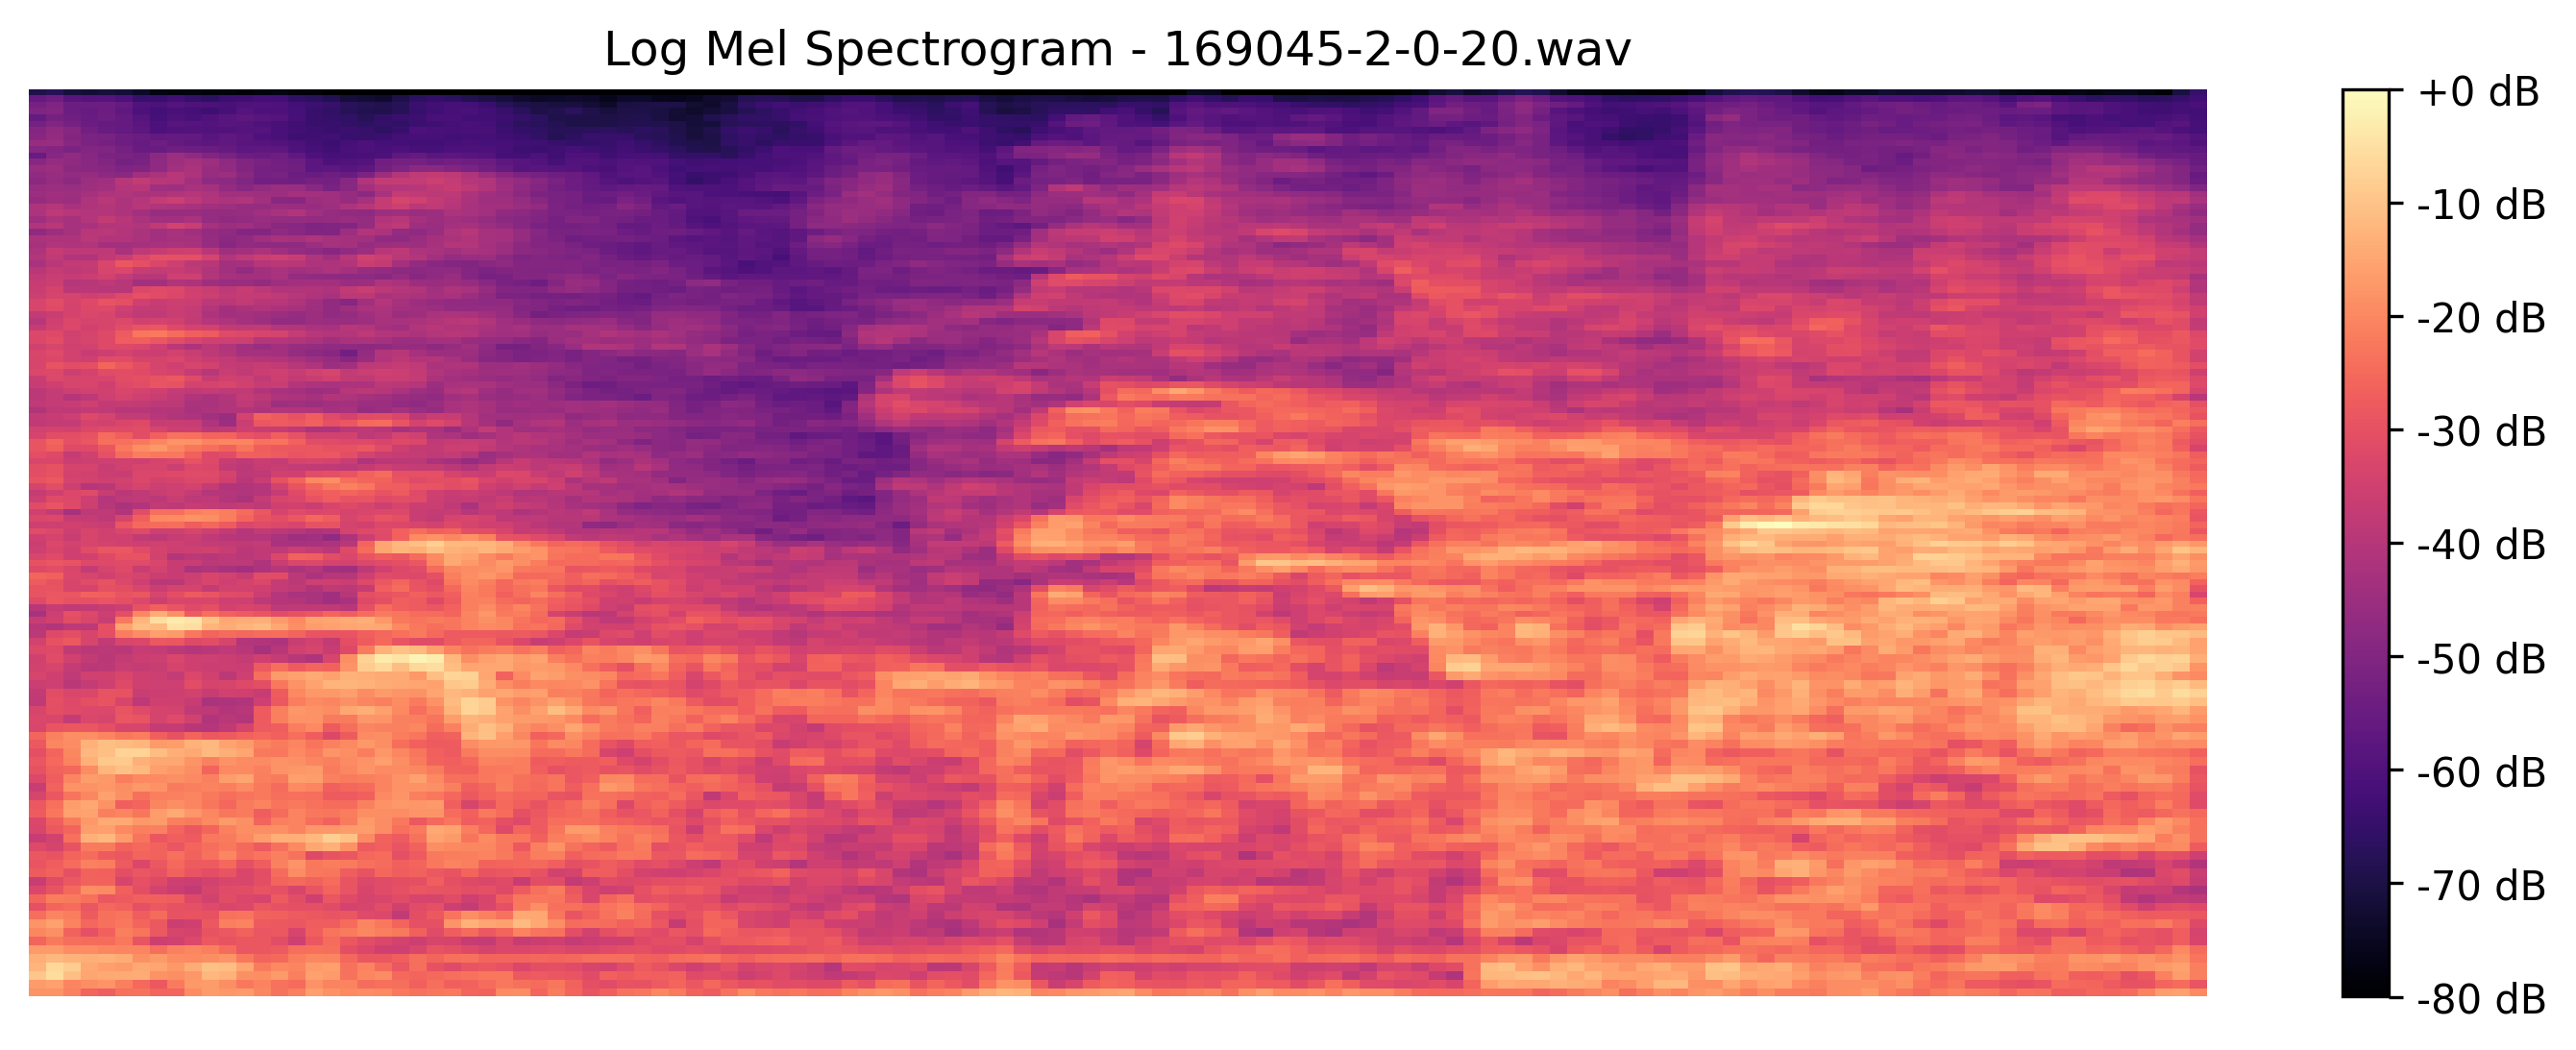 Log Mel Spectrogram - 169045-2-0-20.wav
+0 dB
-10 dB
-20 dB
-30 dB
-40 dB
-50 dB
-60 dB
-70 dB
-80 dB